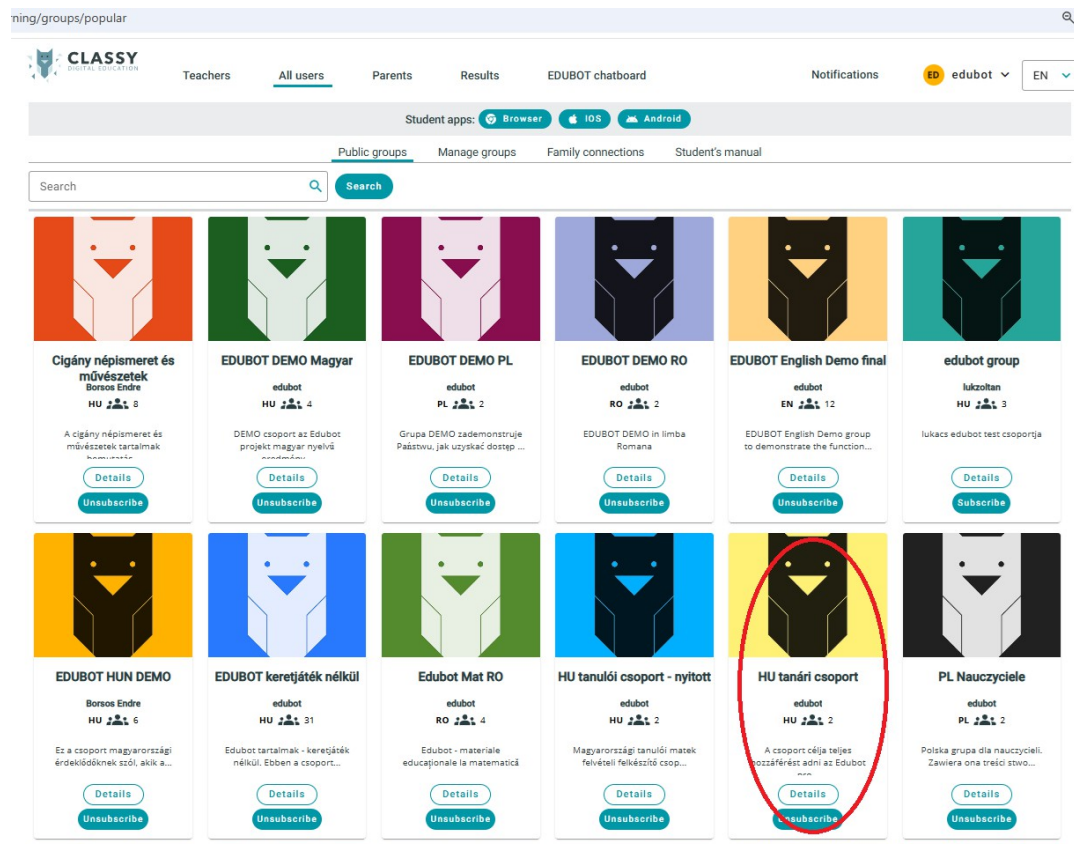 ning/groups/popular
CLASSY
DIGITAL EDUCATION
Teachers All users Parents Results EDUBOT chatboard Notifications ED edubot EN
Student apps: Browser IOS Android
Public groups Manage groups Family connections Student's manual
Search Search
Cigány népismeret és
művészetek
Borsos Endre
HU 8
A cigány népismeret és
művészetek tartalmak
Details
Unsubscribe
EDUBOT DEMO Magyar
edubot
HU 4
DEMO csoport az Edubot
projekt magyar nyelvű
Details
Unsubscribe
EDUBOT DEMO PL
edubot
PL 2
Grupa DEMO zademonstruje
Państwu, jak uzyskać dostęp ...
Details
Unsubscribe
EDUBOT DEMO RO
edubot
RO 2
EDUBOT DEMO in limba
Romana
Details
Unsubscribe
EDUBOT English Demo final
edubot
EN 12
EDUBOT English Demo group
to demonstrate the function...
Details
Unsubscribe
edubot group
lukzoltan
HU 3
lukacs edubot test csoportja
Details
Subscribe
EDUBOT HUN DEMO
Borsos Endre
HU 6
Ez a csoport magyarországi
érdeklődőknek szól, akik a...
Details
Unsubscribe
EDUBOT keretjáték nélkül
edubot
HU 31
Edubot tartalmak - keretjáték
nélkül. Ebben a csoport...
Details
Unsubscribe
Edubot Mat RO
edubot
RO 4
Edubot - materiale
educaționale la matematică
Details
Unsubscribe
HU tanulói csoport - nyitott
edubot
HU 2
Magyarországi tanulói matek
felvételi felkészítő csop...
Details
Unsubscribe
HU tanári csoport
edubot
HU 2
A csoport célja teljes
hozzáférést adni az Edubot
Details
Unsubscribe
PL Nauczyciele
edubot
PL 2
Polska grupa dla nauczycieli.
Zawiera ona treści stwo...
Details
Unsubscribe